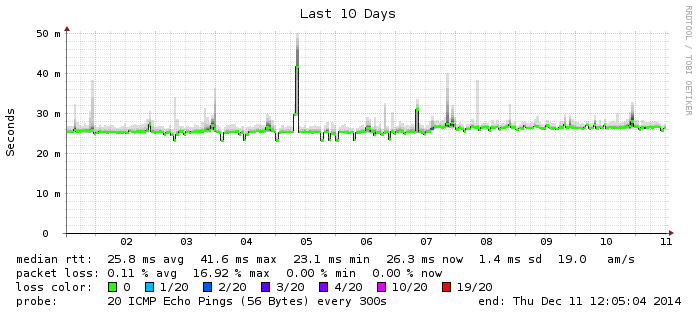 Last 10 Days
RRDTOOL / TOBI OETIKER
Seconds
50 m
40 m
30 m
20 m
10 m
0
02 03 04 05 06 07 08 09 10 11
median rtt: 25.8 ms avg 41.6 ms max 23.1 ms min 26.3 ms now 1.4 ms sd 19.0 am/s
packet loss: 0.11 % avg 16.92 % max 0.00 % min 0.00 % now
loss color: 0 1/20 2/20 3/20 4/20 10/20 19/20
probe: 20 ICMP Echo Pings (56 Bytes) every 300s end: Thu Dec 11 12:05:04 2014